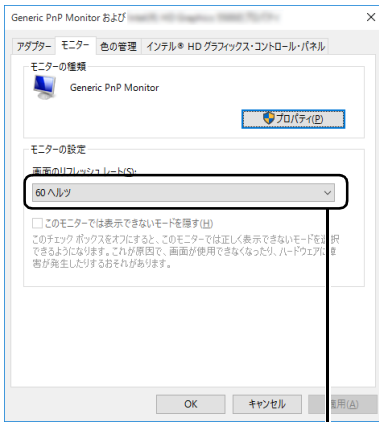 Generic PnP Monitor および
アダプター モニター 色の管理 インテル® HD グラフィックス・コントロール・パネル
モニターの種類
Generic PnP Monitor
プロパティ(P)
モニターの設定
画面のリフレッシュ レート(S):
60 ヘルツ
このモニターでは表示できないモードを隠す(H)
このチェック ボックスをオフにすると、このモニターでは正しく表示できないモードを選択
できるようになります。これが原因で、画面が使用できなくなったり、ハードウェアに障
害が発生したりするおそれがあります。
OK キャンセル 適用(A)